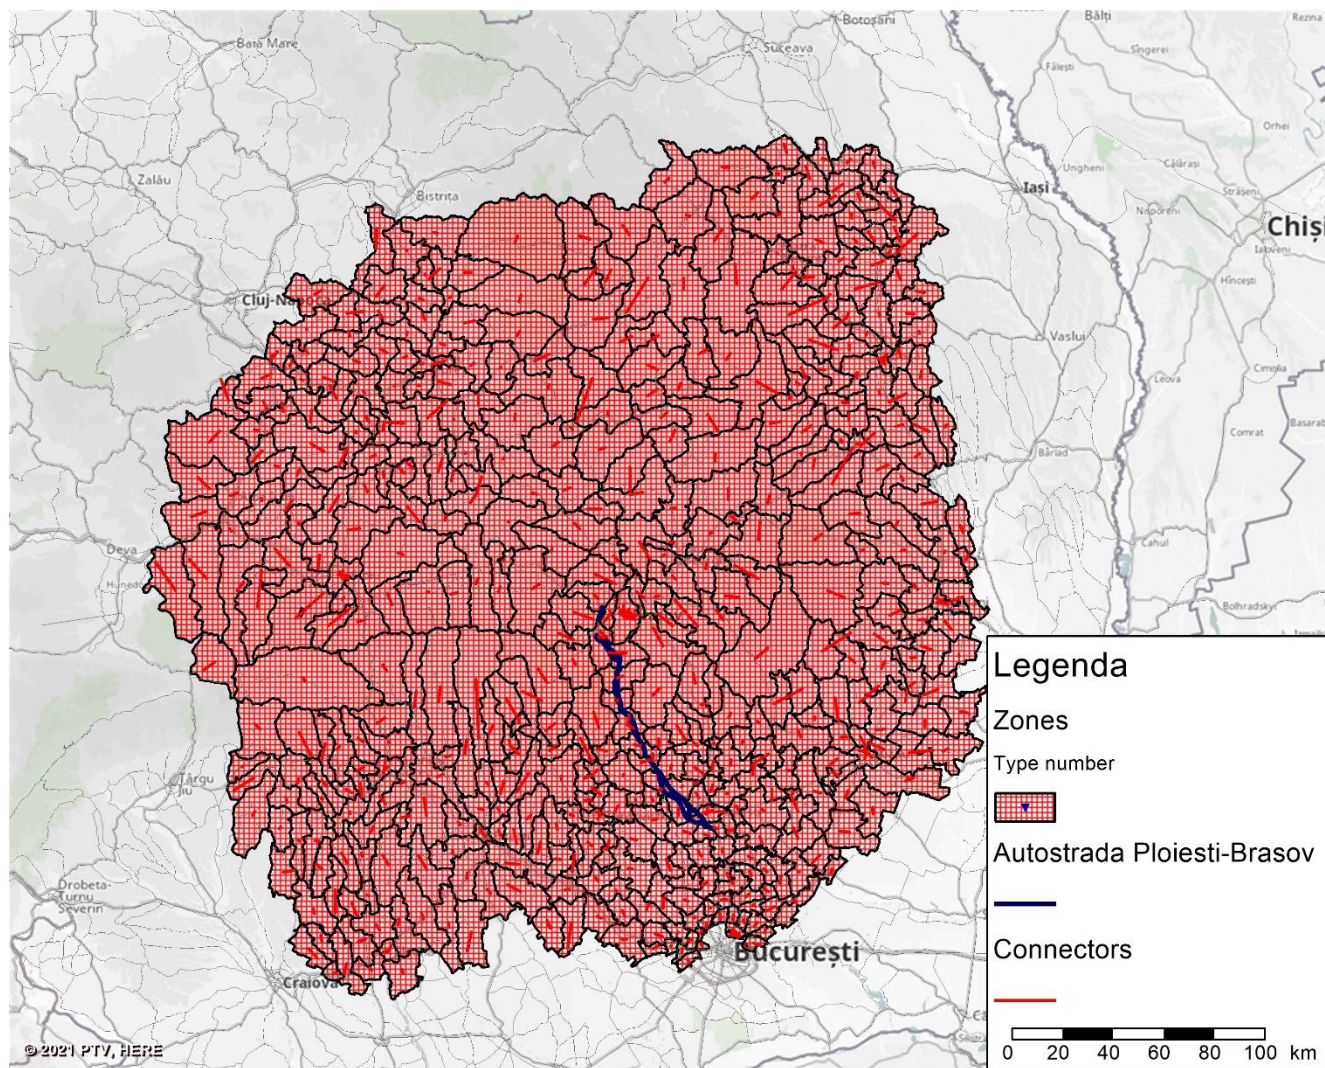 Botoșani
Bălți
Rezina
Baia Mare
Suceava
Sîngerei
Fălești
Orhei
Ungheni
Călărași
Zalău
Strășeni
Bistrița
Iași
Nisporeni
Chiși
Ialoveni
Hîncești
Cluj-Na
Vaslui
Cimișlia
Leova
Basarab
Comrat
Bârlad
Deva
Cahul
Hunedo
Bolhradskyi
Legenda
Zones
Type number
Târgu
Jiu
Autostrada Ploiesti-Brasov
Drobeta-
Turnu
Severin
Connectors
București
Craiova
© 2021 PTV, HERE
0 20 40 60 80 100 km